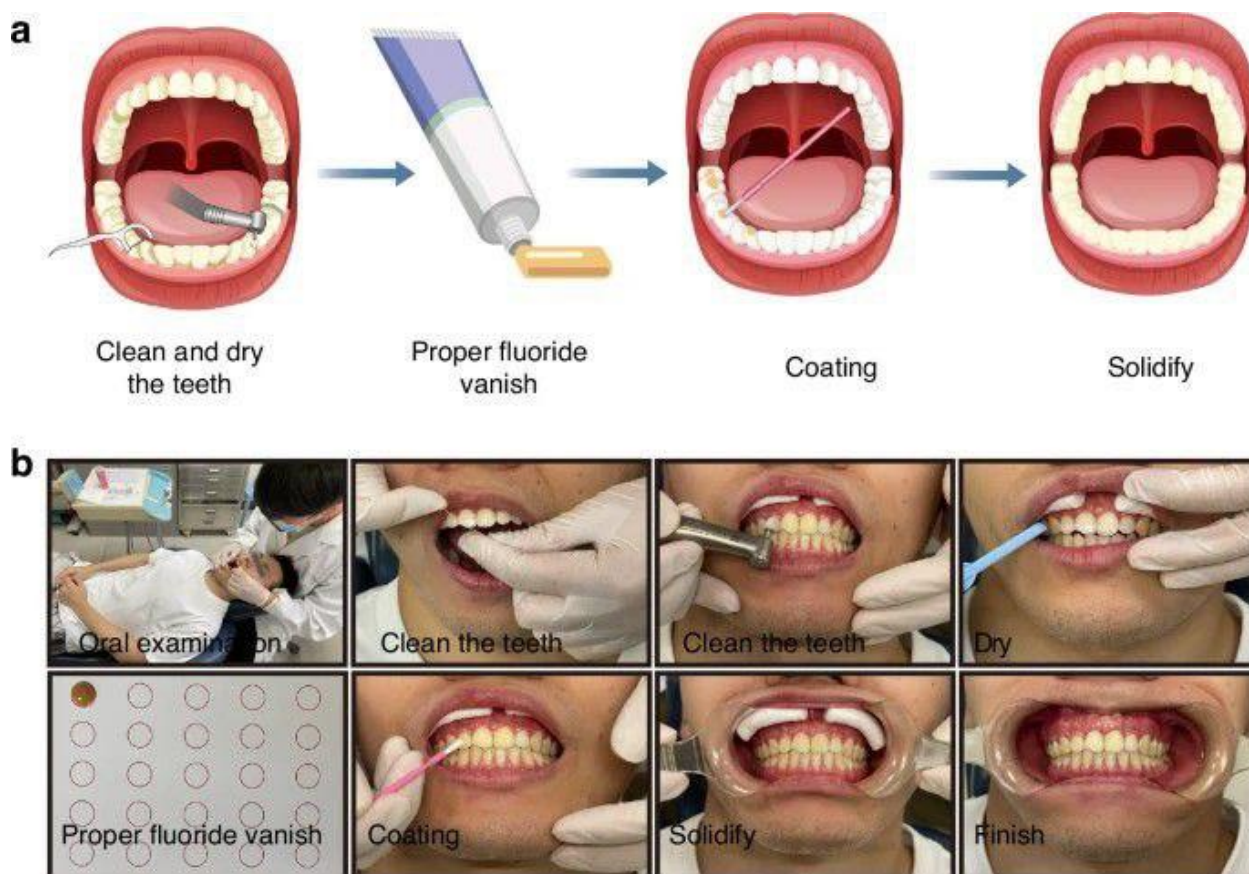 a
Clean and dry
the teeth
Proper fluoride
vanish
Coating
Solidify
b
Oral examination
Clean the teeth
Clean the teeth
Dry
Proper fluoride vanish
Coating
Solidify
Finish